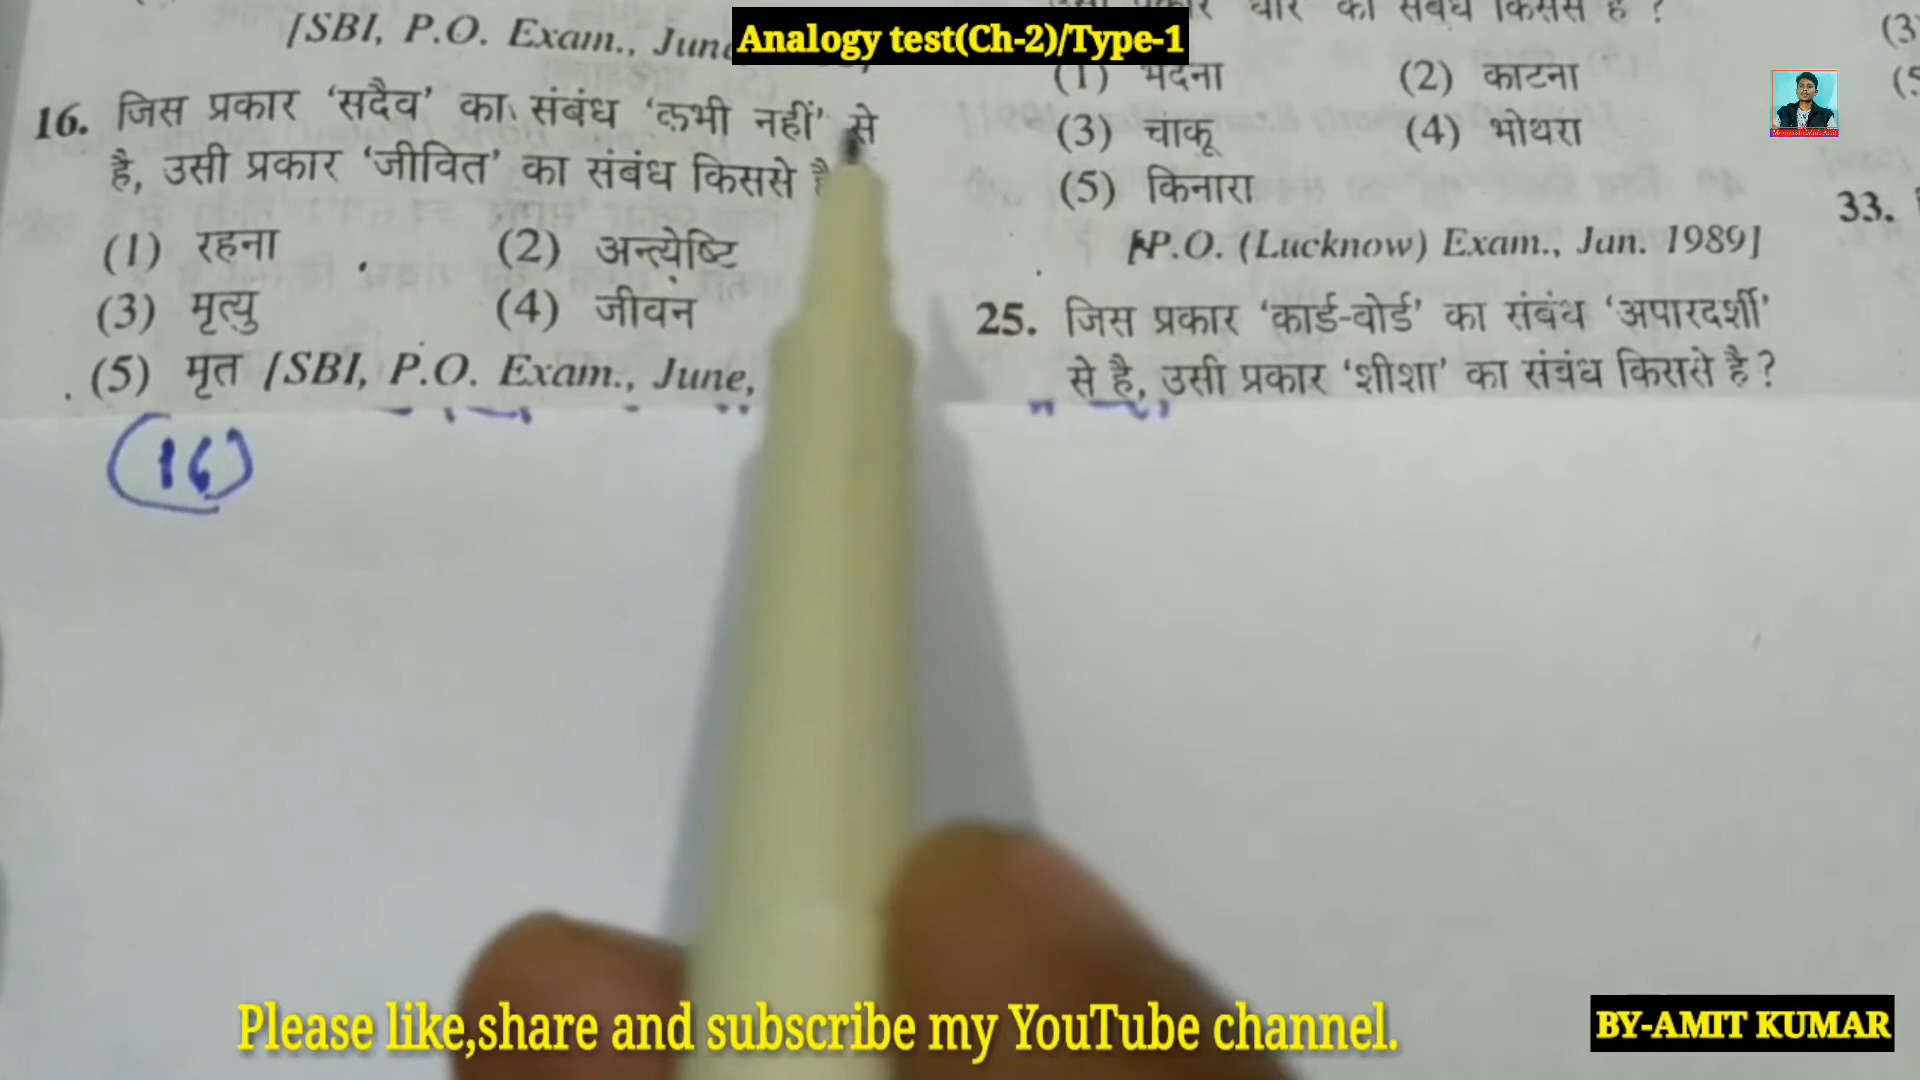 Analogy test(Ch-2)/Type-1
[SBI, P.O. Exam., June
16. जिस प्रकार ‘सदैव’ का संबंध ‘कभी नहीं’ से
है, उसी प्रकार ‘जीवित’ का संबंध किससे
(1) रहना (2) अन्त्येष्टि
(3) मृत्यु (4) जीवन
(5) मृत [SBI, P.O. Exam., June,
(16)
(2) काटना
(3) चाकू (4) भोथरा
(5) किनारा
P.O. (Lucknow) Exam., Jan. 1989]
25. जिस प्रकार ‘कार्ड-बोर्ड’ का संबंध ‘अपारदर्शी’
से है, उसी प्रकार ‘शीशा’ का संबंध किससे है ?
(3)
33.
Please like,share and subscribe my YouTube channel.
BY-AMIT KUMAR